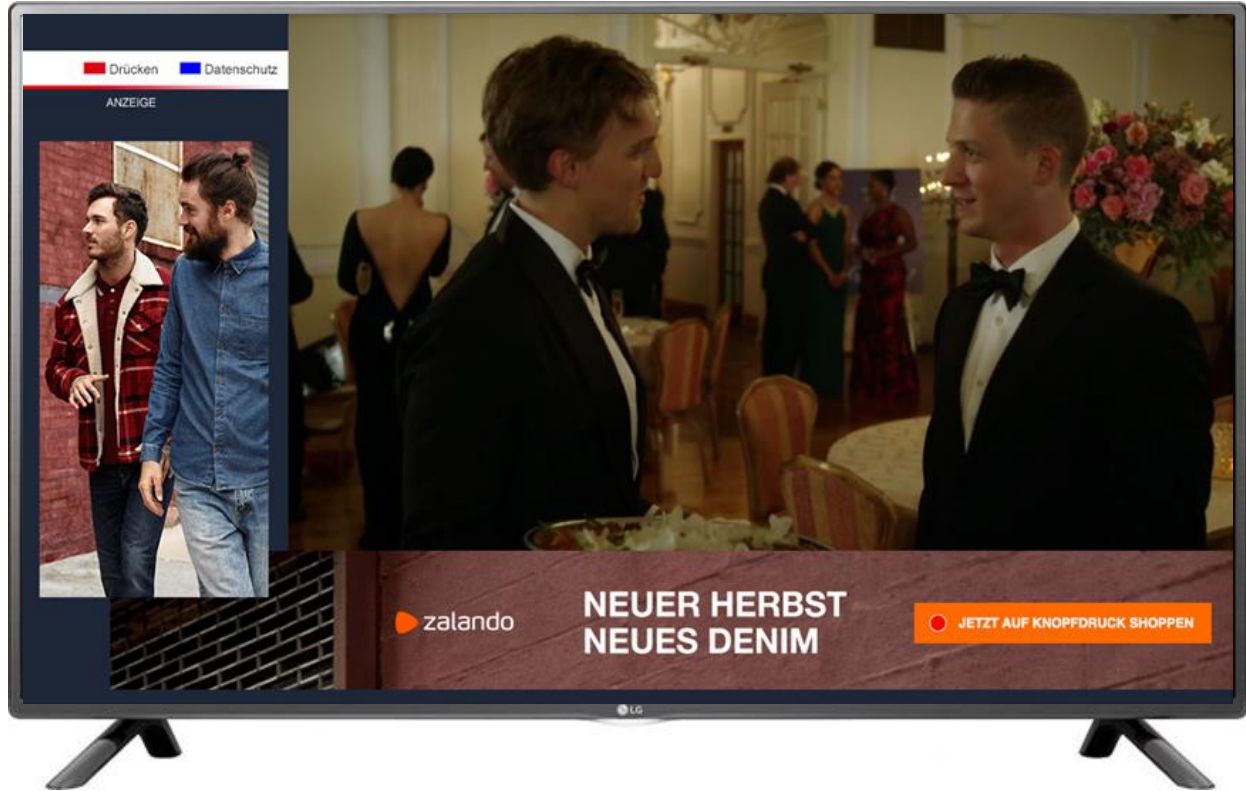 Drücken Datenschutz
ANZEIGE
zalando
NEUER HERBST
NEUES DENIM
JETZT AUF KNOPFDRUCK SHOPPEN
LG